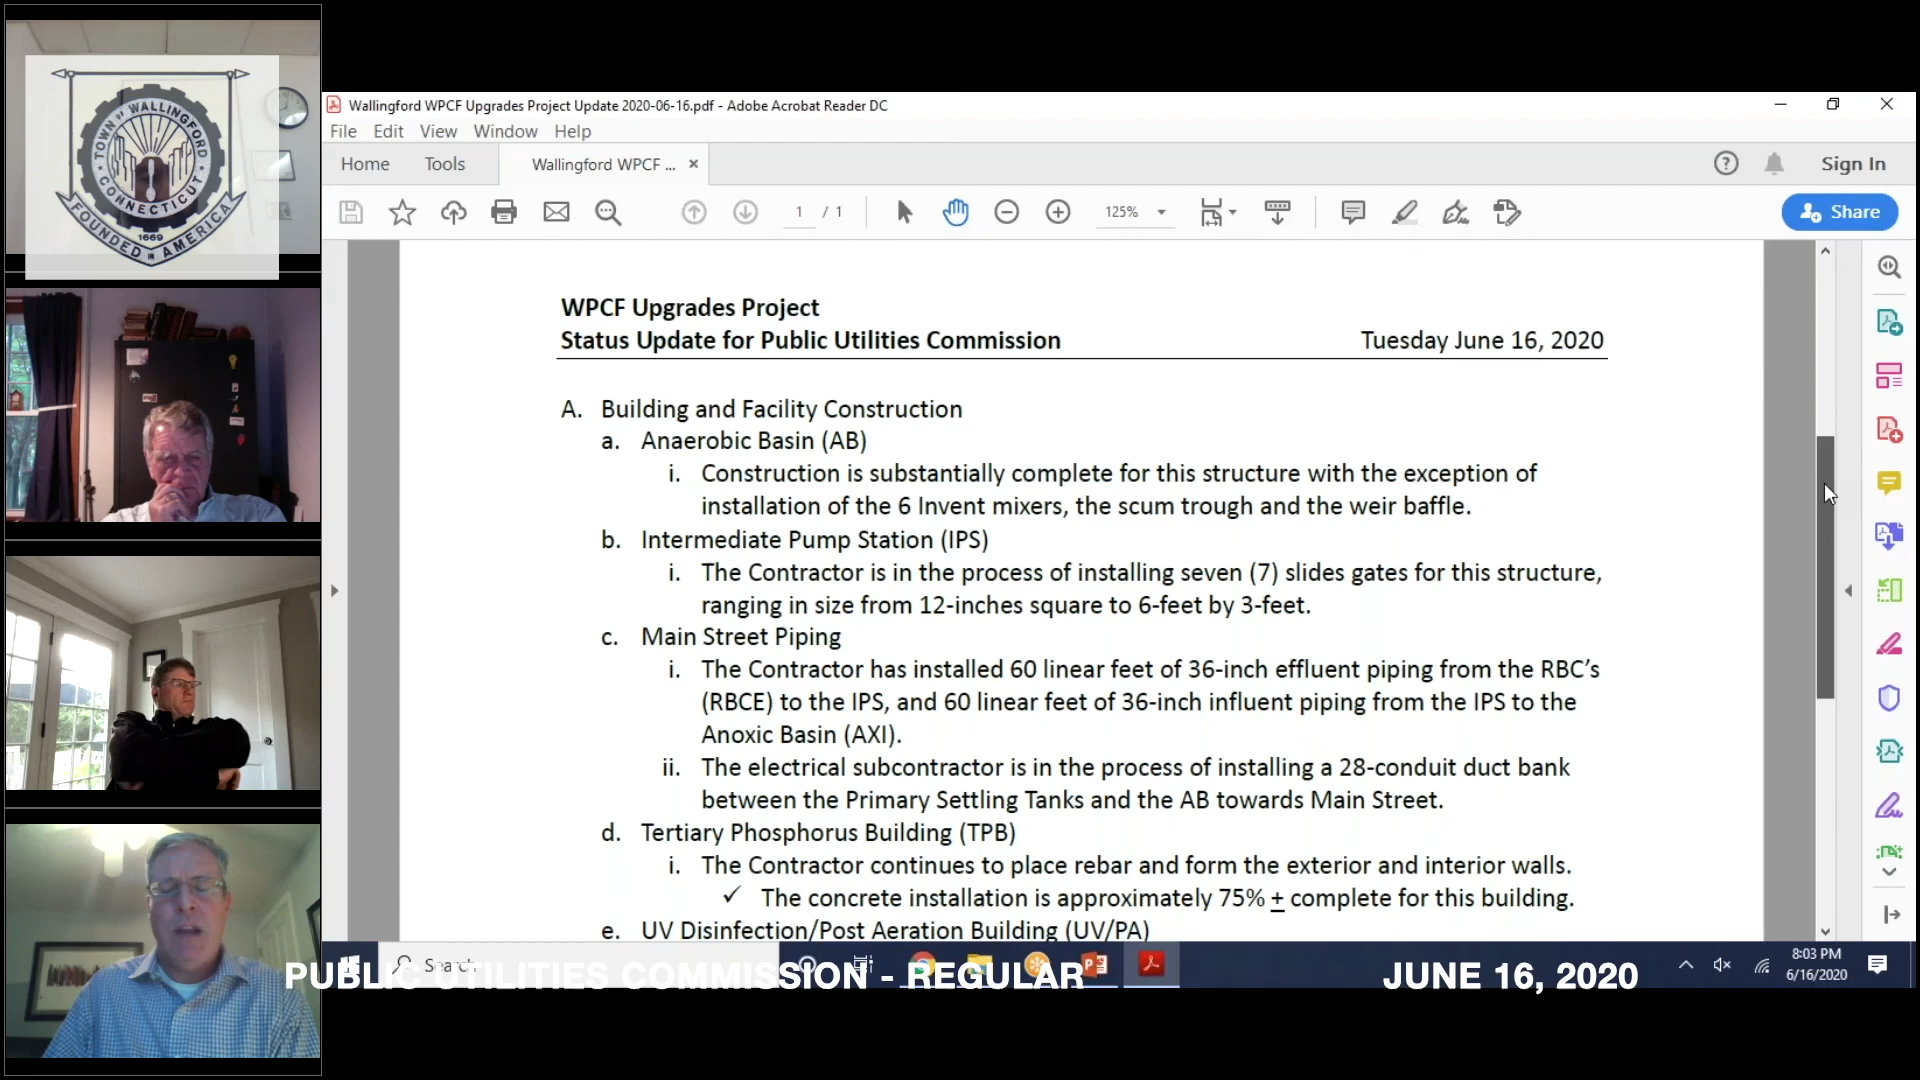 TOWN OF WALLINGFORD
CONNECTICUT
FOUNDED IN AMERICA
1669
Wallingford WPCF Upgrades Project Update 2020-06-16.pdf - Adobe Acrobat Reader DC
File Edit View Window Help
Home Tools Wallingford WPCF ... ×
Sign In
1 / 1
125%
Share
WPCF Upgrades Project
Status Update for Public Utilities Commission Tuesday June 16, 2020
A. Building and Facility Construction
a. Anaerobic Basin (AB)
i. Construction is substantially complete for this structure with the exception of
installation of the 6 Invent mixers, the scum trough and the weir baffle.
b. Intermediate Pump Station (IPS)
i. The Contractor is in the process of installing seven (7) slides gates for this structure,
ranging in size from 12-inches square to 6-feet by 3-feet.
c. Main Street Piping
i. The Contractor has installed 60 linear feet of 36-inch effluent piping from the RBC’s
(RBCE) to the IPS, and 60 linear feet of 36-inch influent piping from the IPS to the
Anoxic Basin (AXI).
ii. The electrical subcontractor is in the process of installing a 28-conduit duct bank
between the Primary Settling Tanks and the AB towards Main Street.
d. Tertiary Phosphorus Building (TPB)
i. The Contractor continues to place rebar and form the exterior and interior walls.
✓ The concrete installation is approximately 75% ± complete for this building.
e. UV Disinfection/Post Aeration Building (UV/PA)
Search
8:03 PM
6/16/2020
PUBLIC UTILITIES COMMISSION - REGULAR JUNE 16, 2020